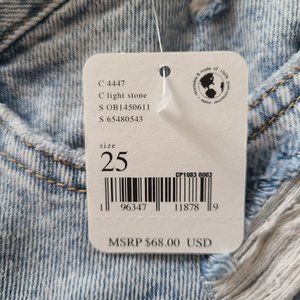 C 4447
C light stone
S OB1450611
S 65480543
size
25
CP1083 0003
1 96347 11878 9
MSRP $68.00 USD